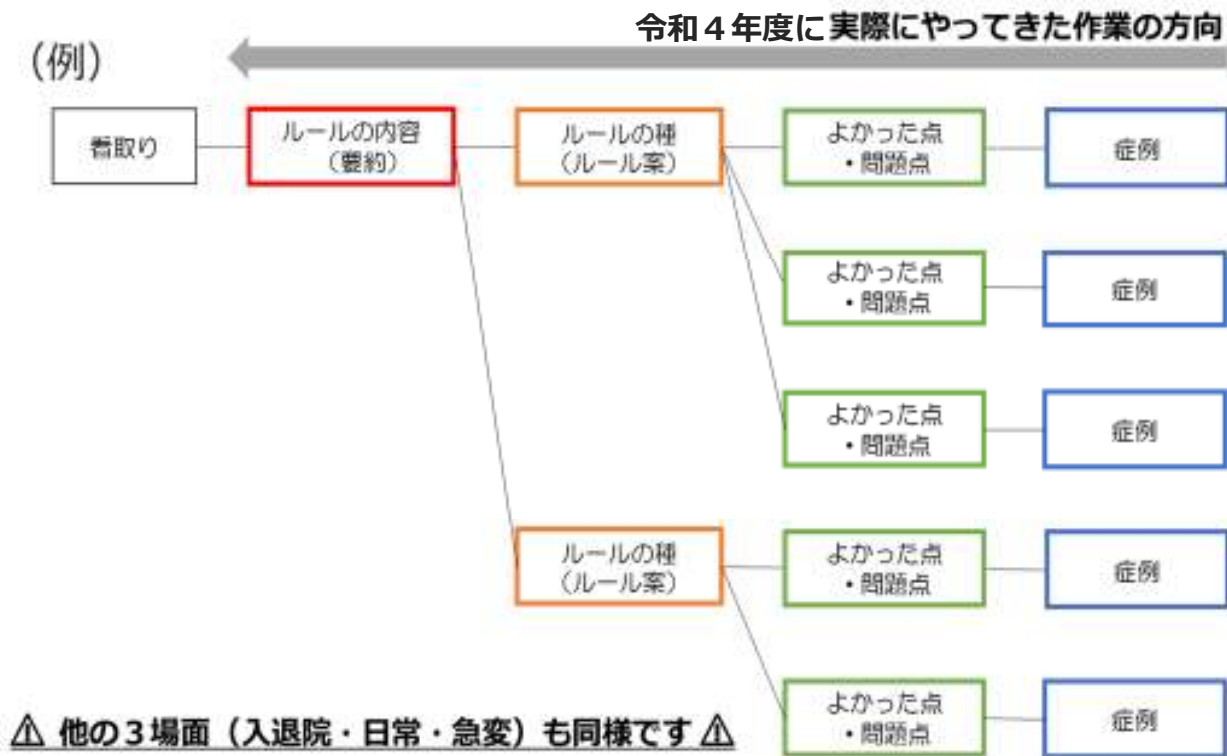 令和４年度に実際にやってきた作業の方向
（例）
看取り
ルールの内容
（要約）
ルールの種
（ルール案）
よかった点
・問題点
症例
よかった点
・問題点
症例
よかった点
・問題点
症例
ルールの種
（ルール案）
よかった点
・問題点
症例
よかった点
・問題点
症例
⚠ 他の３場面（入退院・日常・急変）も同様です ⚠